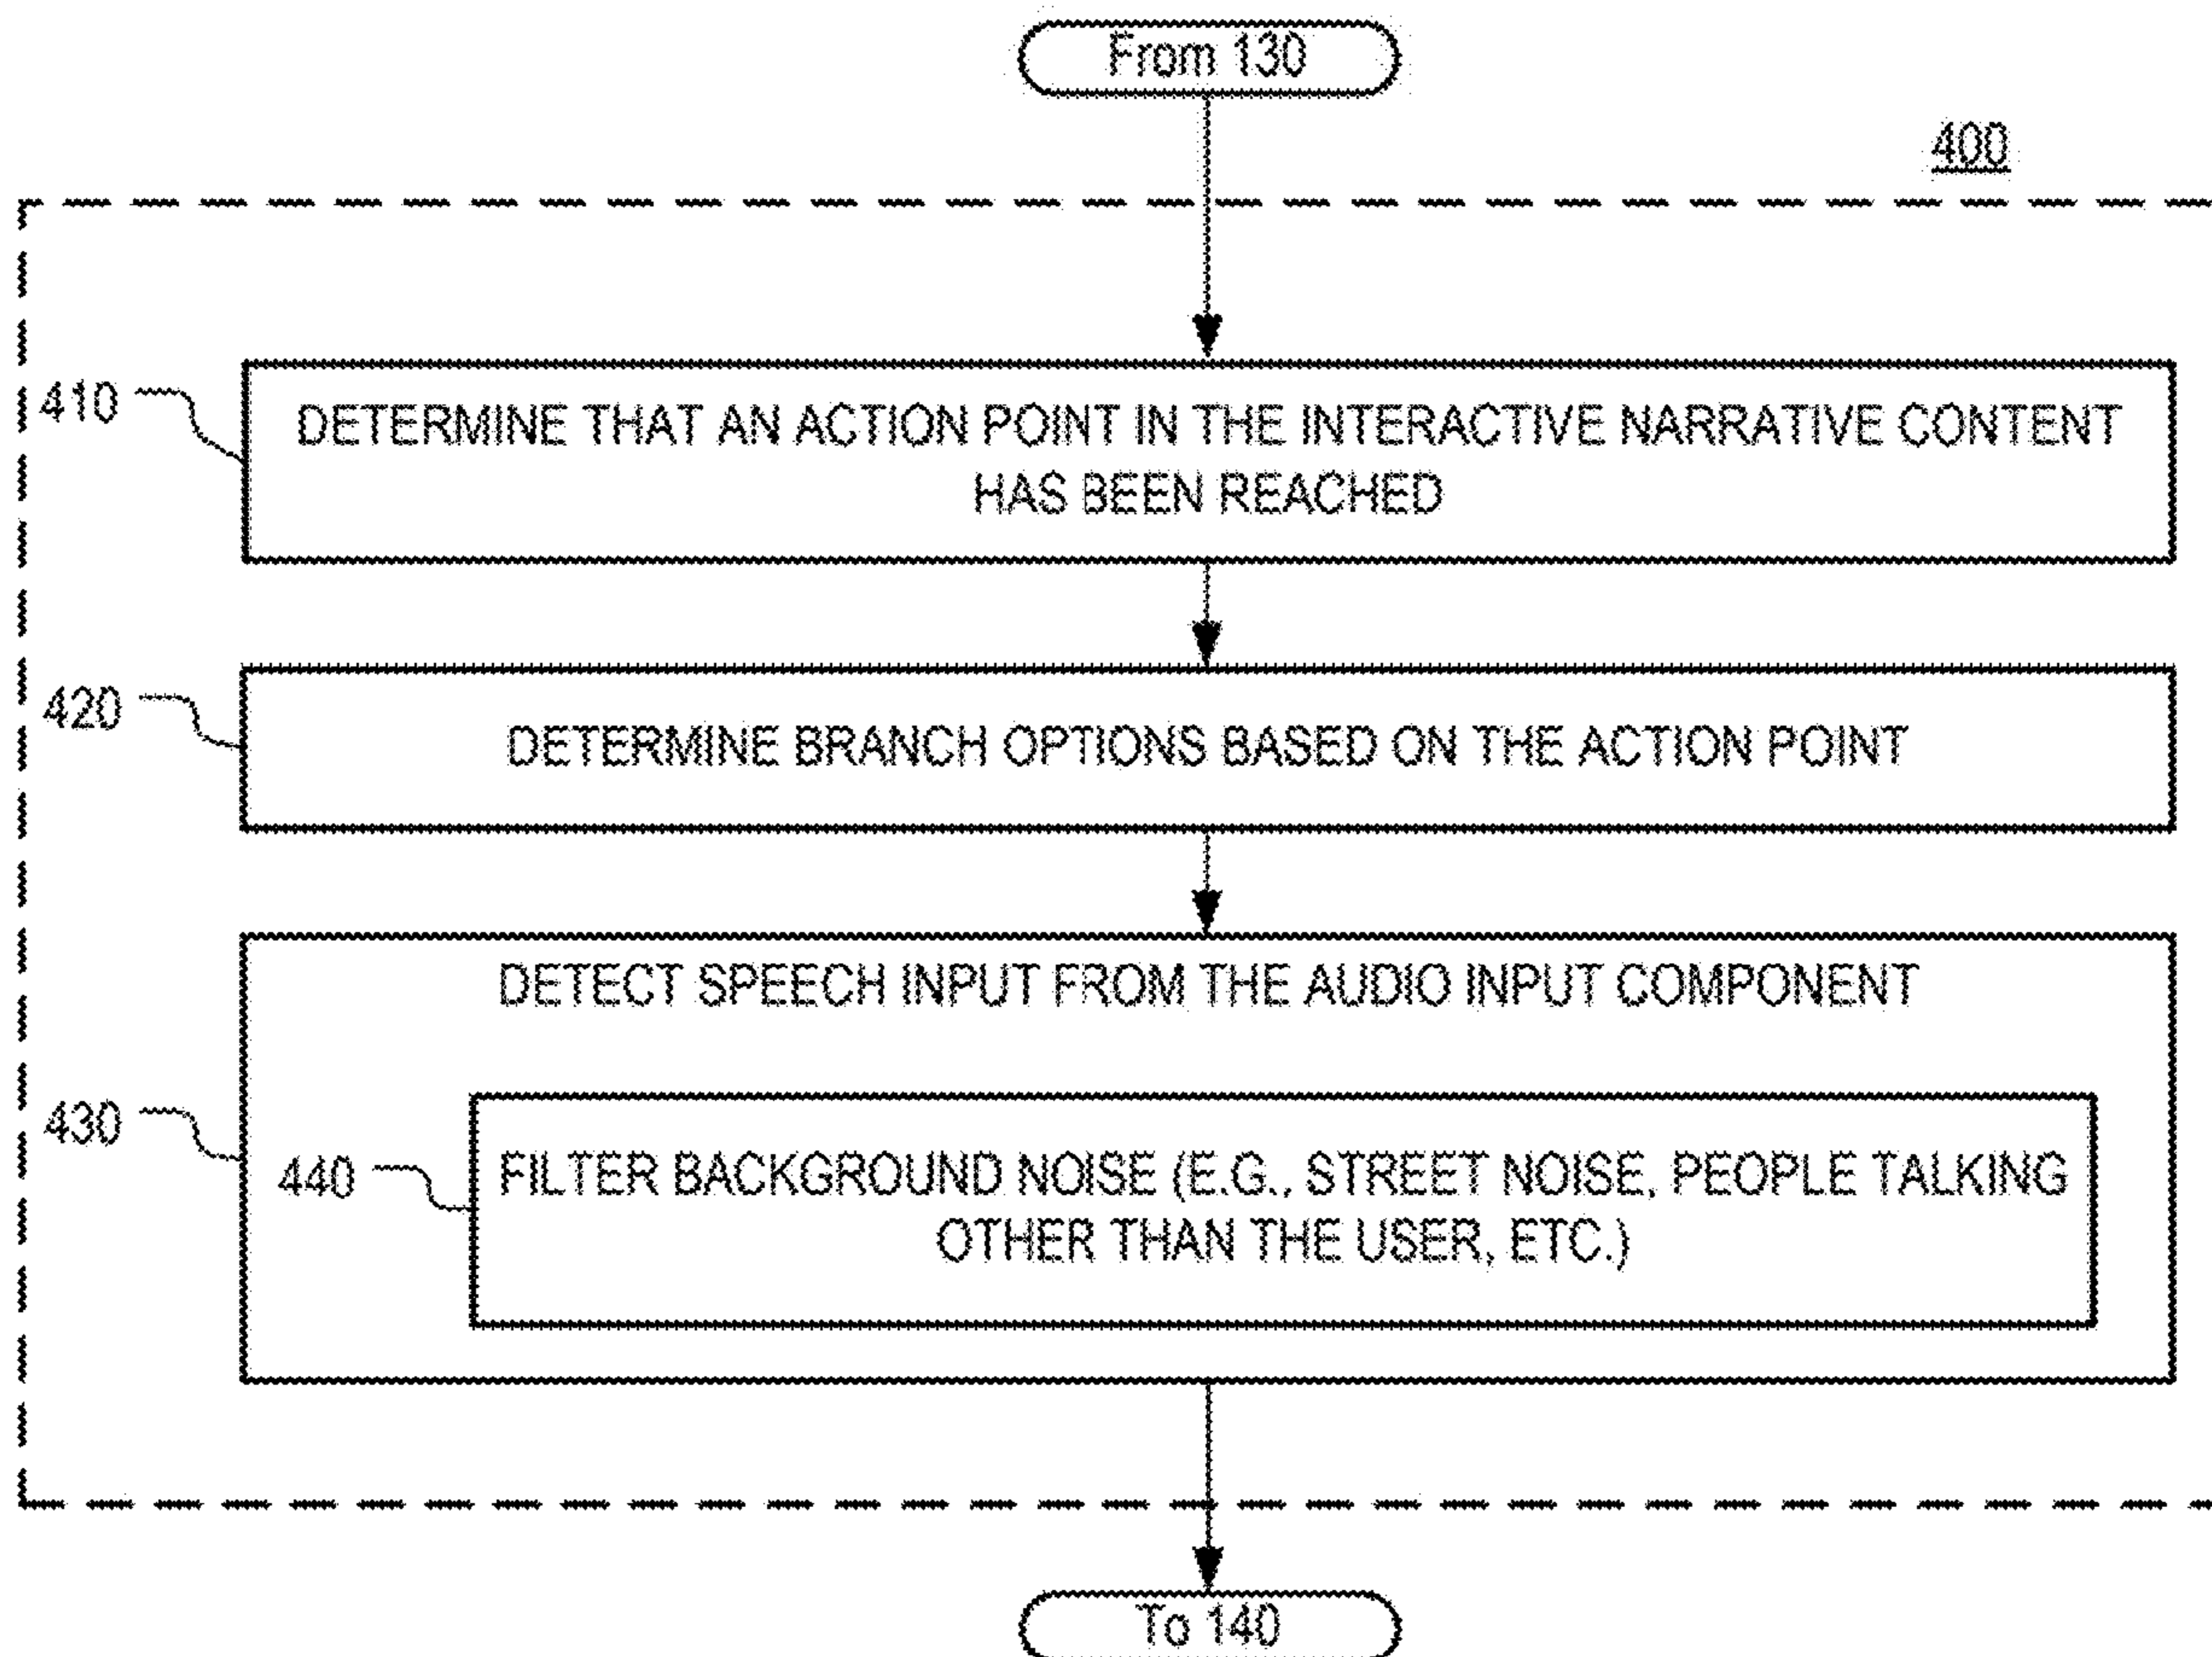 From 130
400
410
DETERMINE THAT AN ACTION POINT IN THE INTERACTIVE NARRATIVE CONTENT
HAS BEEN REACHED
420
DETERMINE BRANCH OPTIONS BASED ON THE ACTION POINT
430
DETECT SPEECH INPUT FROM THE AUDIO INPUT COMPONENT
440
FILTER BACKGROUND NOISE (E.G., STREET NOISE, PEOPLE TALKING
OTHER THAN THE USER, ETC.)
To 140